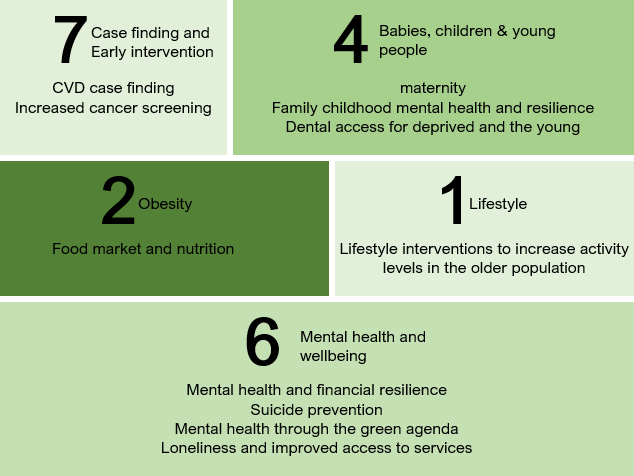 7 Case finding and
Early intervention
CVD case finding
Increased cancer screening
4 Babies, children & young
people
maternity
Family childhood mental health and resilience
Dental access for deprived and the young
2 Obesity
Food market and nutrition
1 Lifestyle
Lifestyle interventions to increase activity
levels in the older population
6 Mental health and
wellbeing
Mental health and financial resilience
Suicide prevention
Mental health through the green agenda
Loneliness and improved access to services